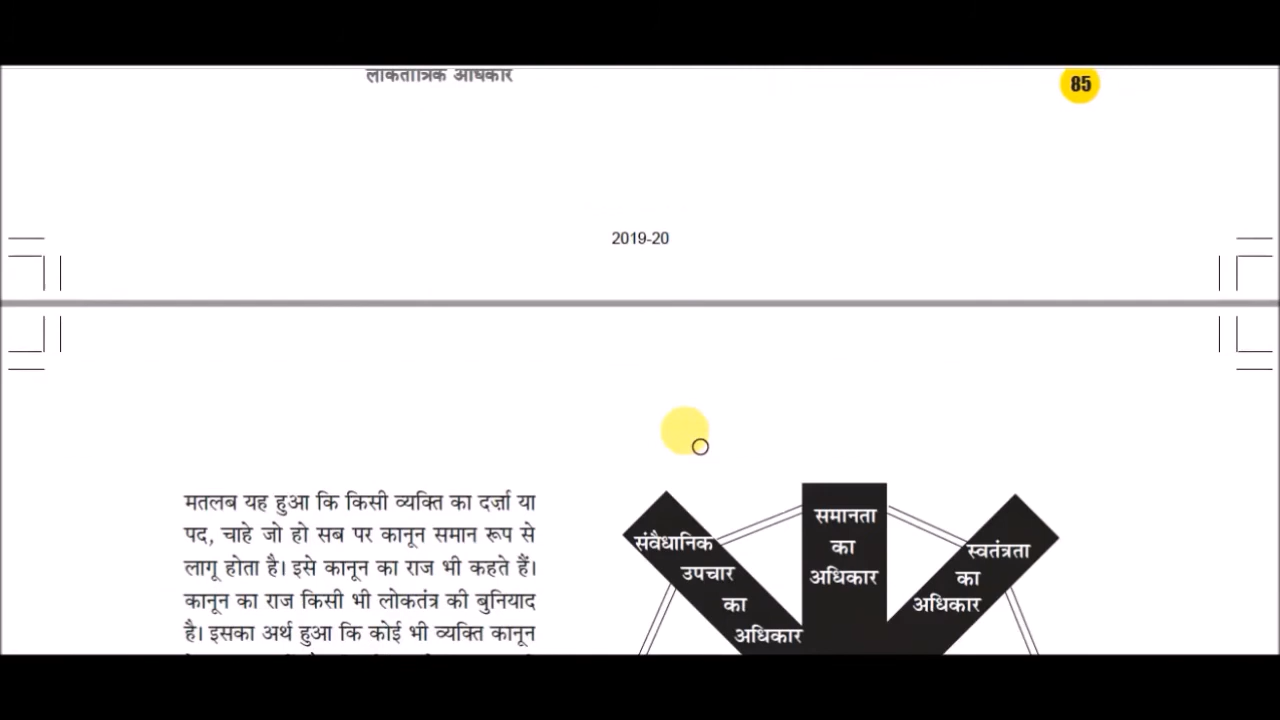 लोकतांत्रिक अधिकार
85
2019-20
मतलब यह हुआ कि किसी व्यक्ति का दर्ज़ा या
पद, चाहे जो हो सब पर कानून समान रूप से
लागू होता है। इसे कानून का राज भी कहते हैं।
कानून का राज किसी भी लोकतंत्र की बुनियाद
है। इसका अर्थ हुआ कि कोई भी व्यक्ति कानून
संवैधानिक
उपचार
का
अधिकार
समानता
का
अधिकार
स्वतंत्रता
का
अधिकार